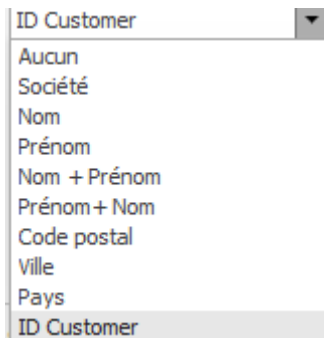 ID Customer
Aucun
Société
Nom
Prénom
Nom + Prénom
Prénom+ Nom
Code postal
Ville
Pays
ID Customer